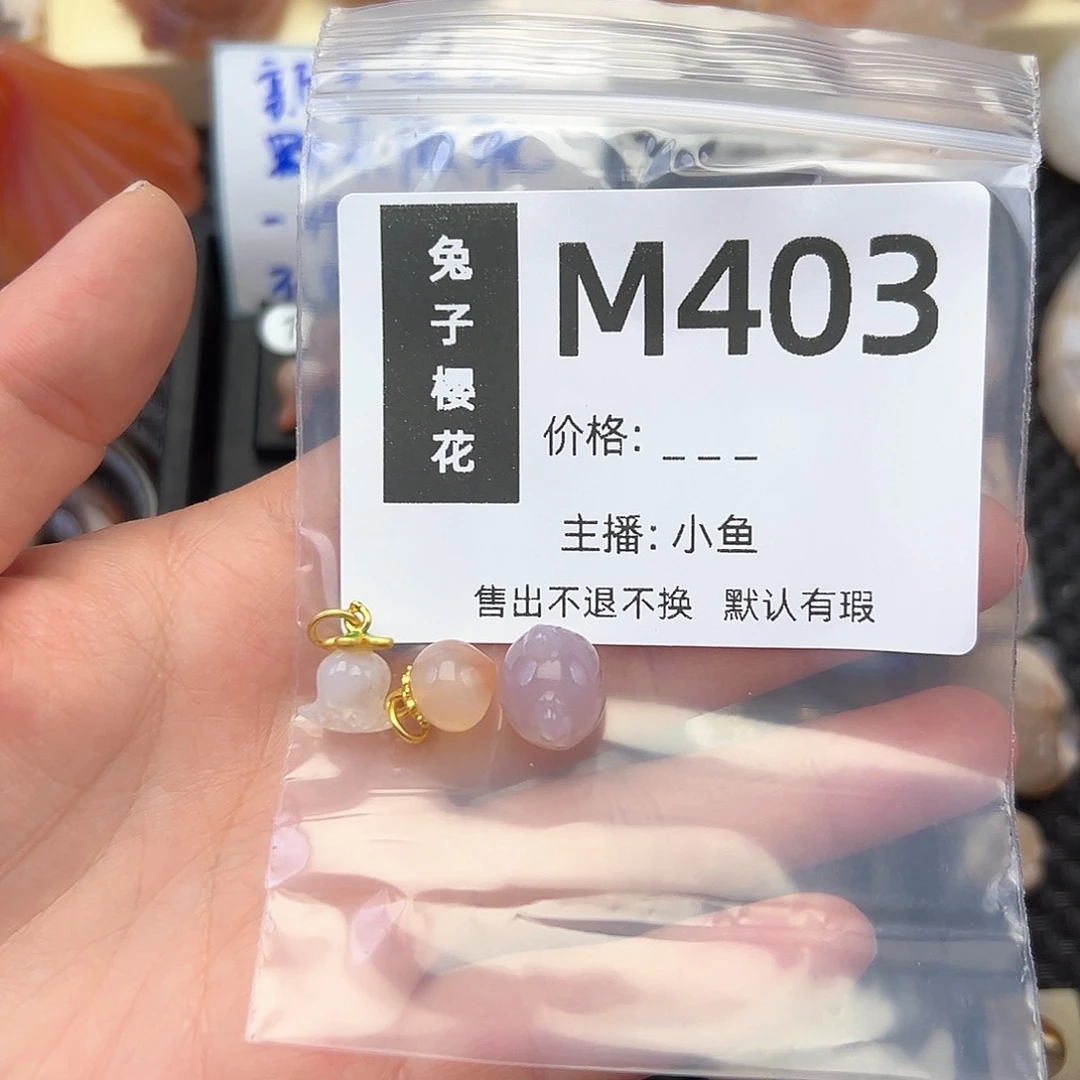 兔子樱花
M403
价格: _ _ _
主播: 小鱼
售出不退不换 默认有瑕
新